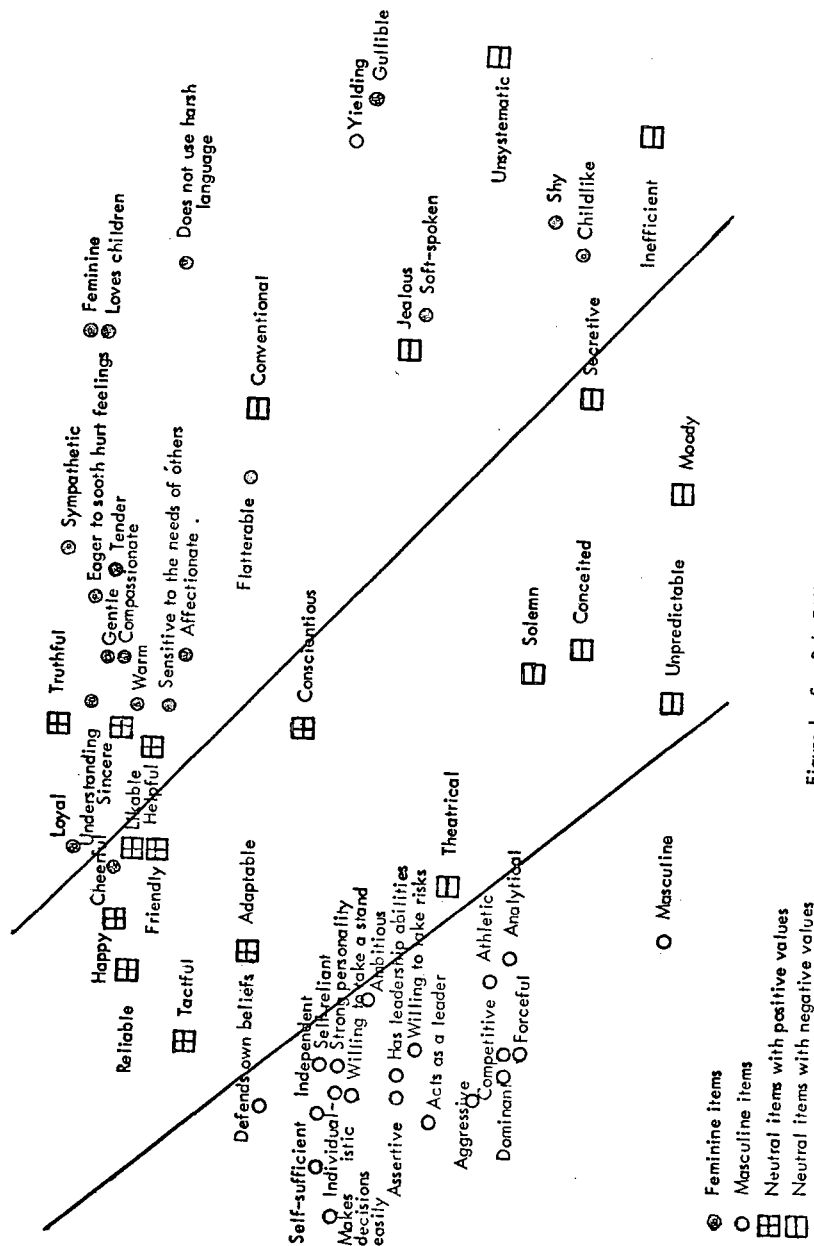 Loyal
Truthful
Sympathetic
Understanding
Sincere
Eager to sooth hurt feelings
Feminine
Loves children
Gentle
Tender
Compassionate
Happy
Cheerful
Likable
Helpful
Warm
Reliable
Friendly
Sensitive to the needs of others
Affectionate .
Does not use harsh
language
Tactful
Adaptable
Conscientious
Flatterable
Conventional
Yielding
Gullible
Defends own beliefs
Self-sufficient
Independent
Self-reliant
Individual-
istic
Strong personality
Makes
decisions
easily
Willing to take a stand
Ambitious
Assertive
Has leadership abilities
Willing to take risks
Acts as a leader
Theatrical
Jealous
Soft-spoken
Aggressive
Competitive
Athletic
Dominant
Forceful
Analytical
Solemn
Conceited
Secretive
Unsystematic
Shy
Childlike
Masculine
Unpredictable
Moody
Inefficient
Feminine items
Masculine items
Neutral items with positive values
Neutral items with negative values